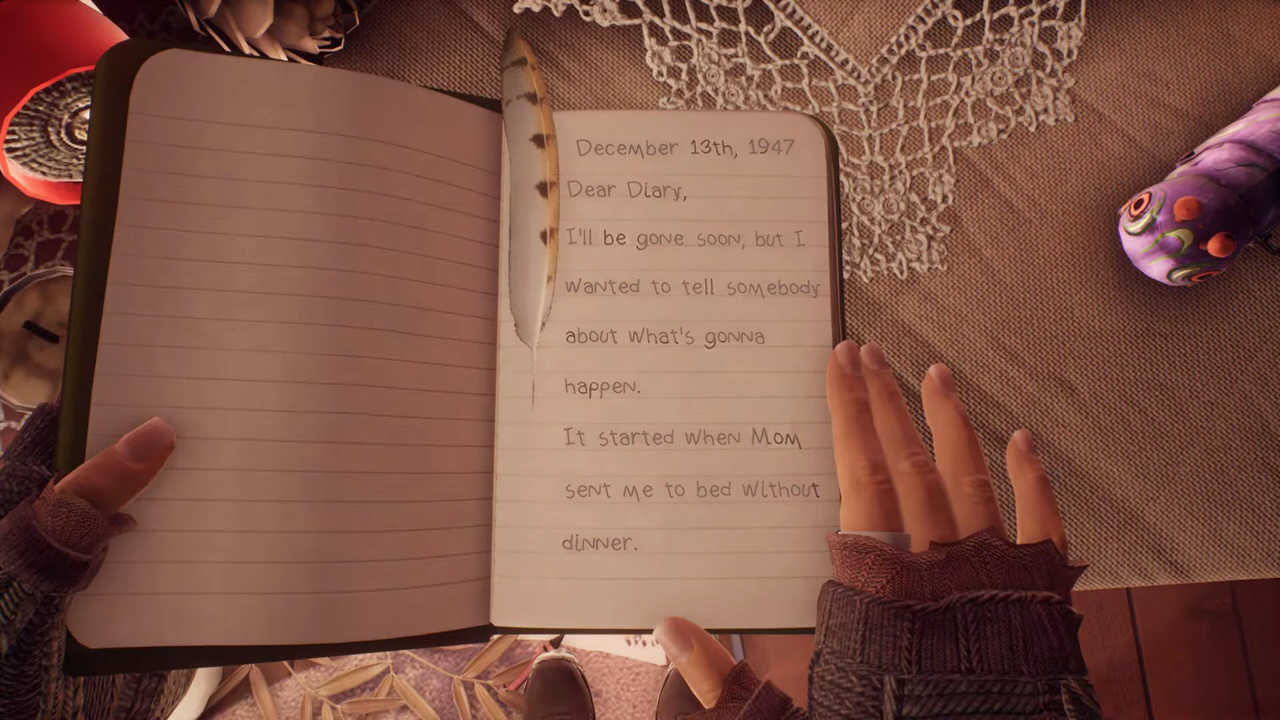 December 13th, 1947
Dear Diary,
I'll be gone soon, but I
wanted to tell somebody
about what's gonna
happen.
It started when Mom
sent me to bed without
dinner.